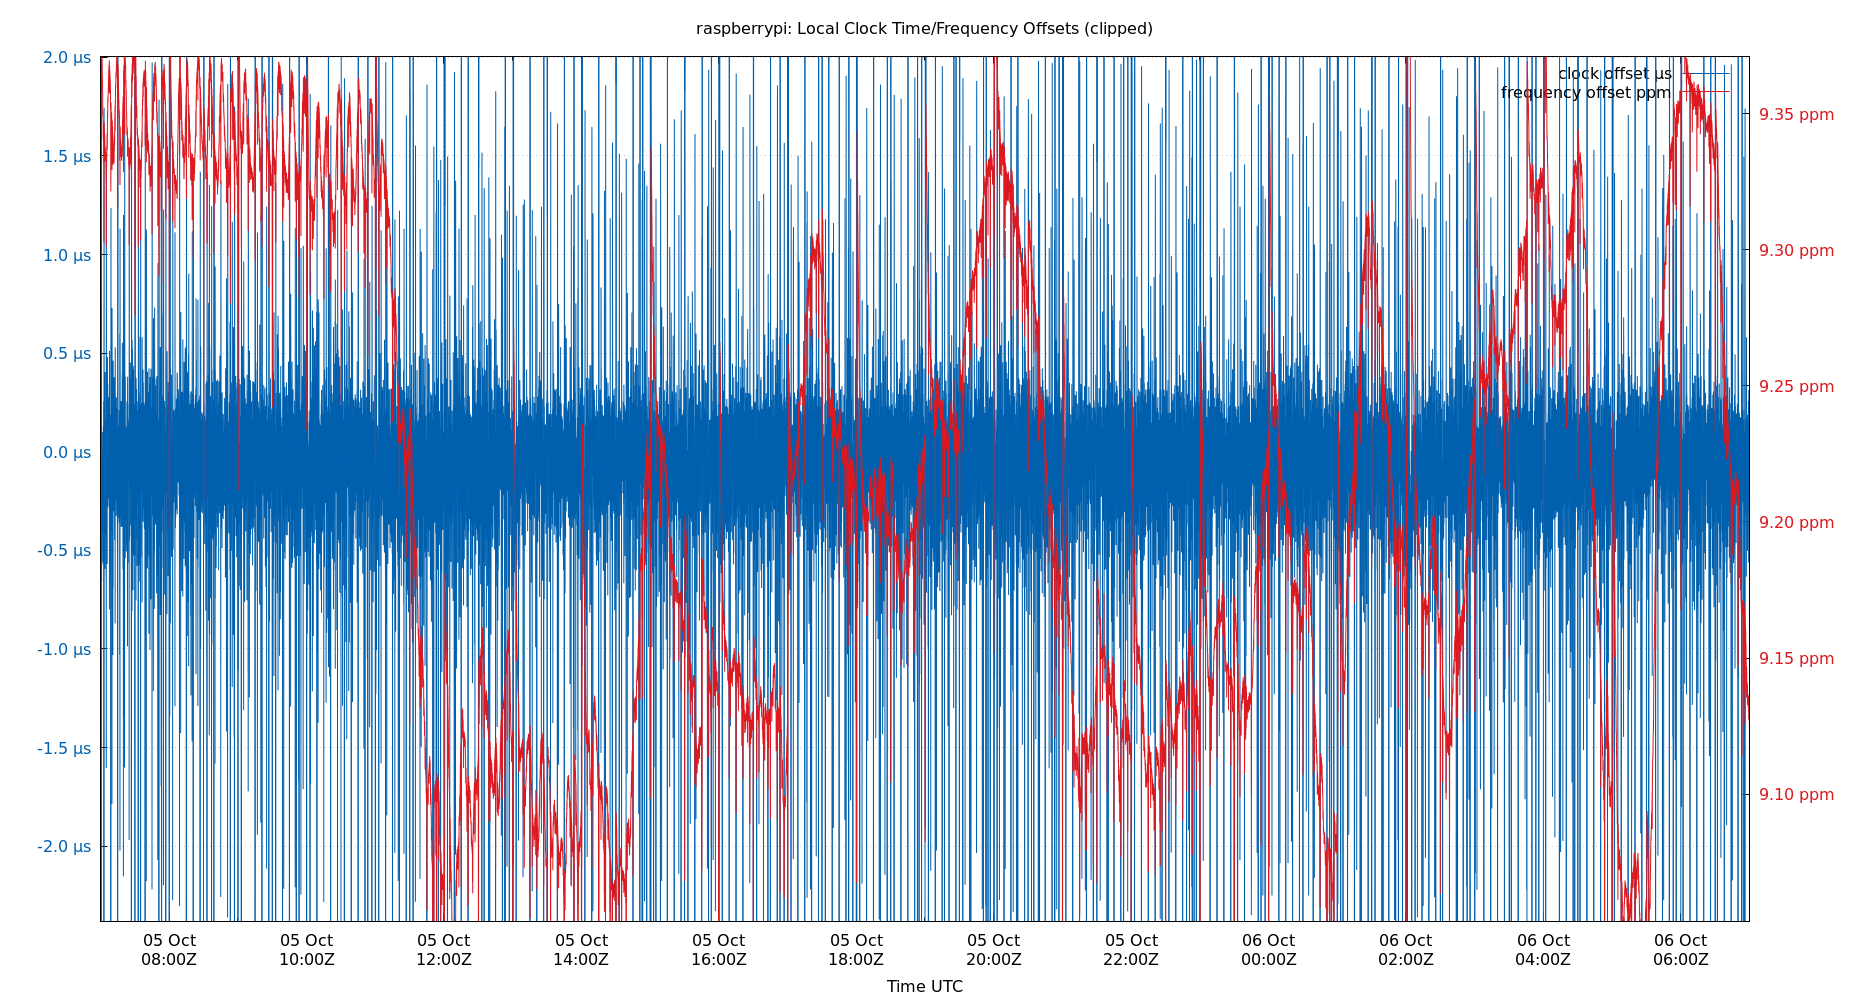 raspberrypi: Local Clock Time/Frequency Offsets (clipped)
2.0 µs
1.5 µs
1.0 µs
0.5 µs
0.0 µs
-0.5 µs
-1.0 µs
-1.5 µs
-2.0 µs
clock offset µs
frequency offset ppm
9.35 ppm
9.30 ppm
9.25 ppm
9.20 ppm
9.15 ppm
9.10 ppm
05 Oct 05 Oct 05 Oct 05 Oct 05 Oct 05 Oct 05 Oct 05 Oct 06 Oct 06 Oct 06 Oct 06 Oct
08:00Z 10:00Z 12:00Z 14:00Z 16:00Z 18:00Z 20:00Z 22:00Z 00:00Z 02:00Z 04:00Z 06:00Z
Time UTC